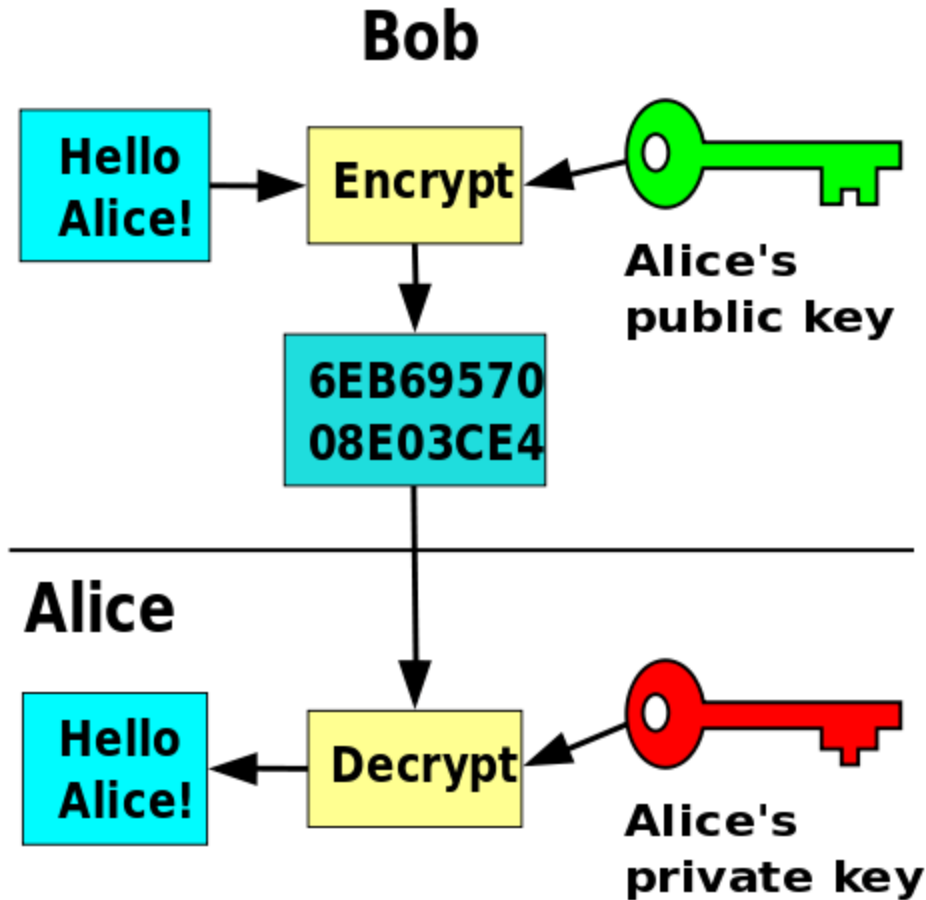 Bob
Hello
Alice!
Encrypt
Alice's
public key
6EB69570
08E03CE4
Alice
Hello
Alice!
Decrypt
Alice's
private key